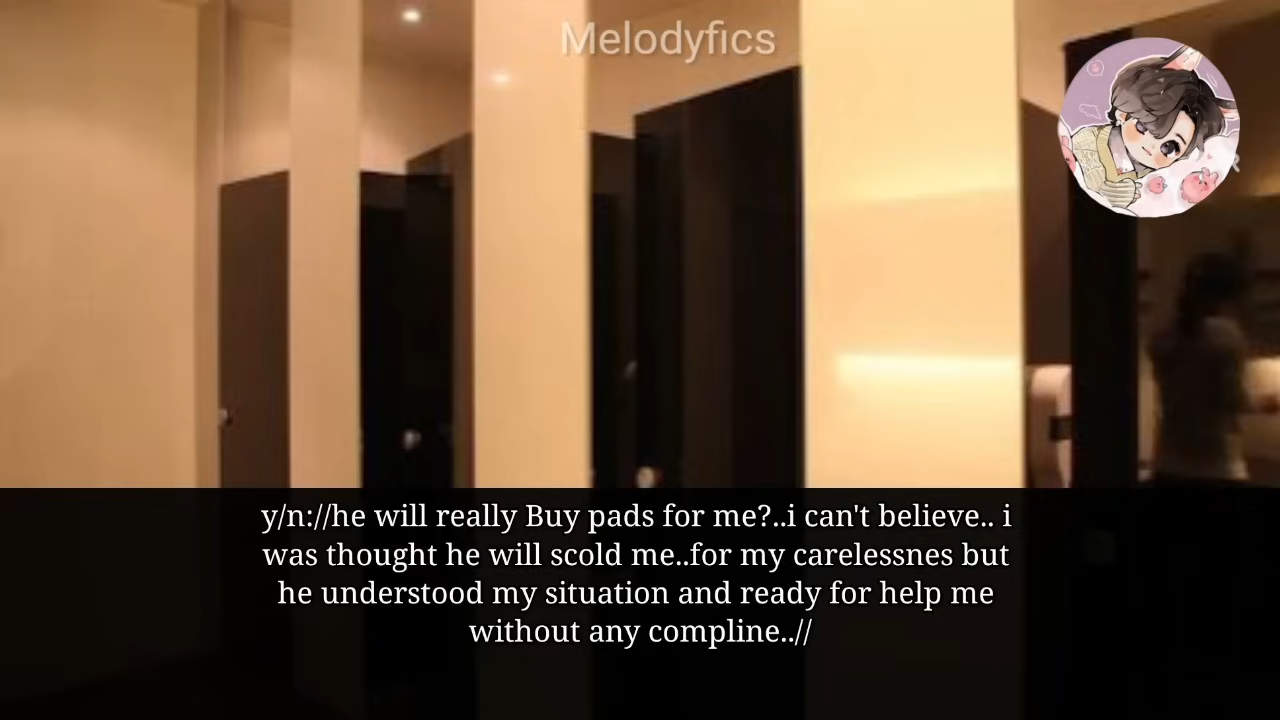 Melodyfics
y/n://he will really Buy pads for me?..i can't believe.. i
was thought he will scold me..for my carelessnes but
he understood my situation and ready for help me
without any compline..//